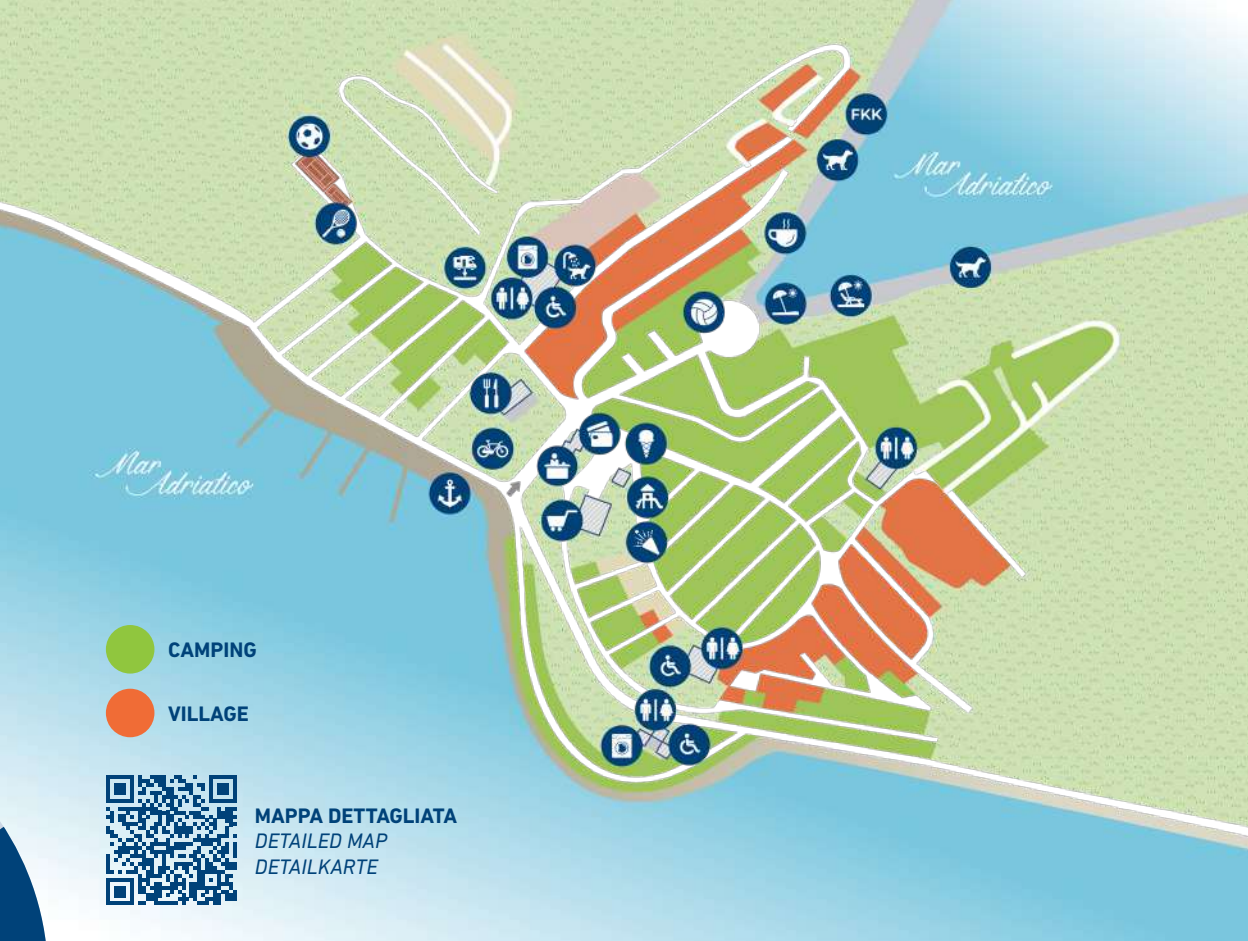 FKK
Mar
Adriatico
Mar
Adriatico
CAMPING
VILLAGE
MAPPA DETTAGLIATA
DETAILED MAP
DETAILKARTE